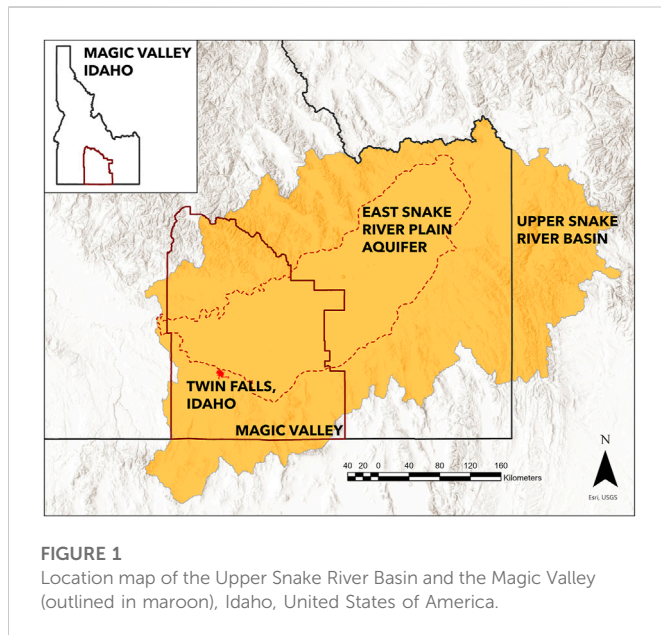 MAGIC VALLEY
IDAHO
EAST SNAKE
RIVER PLAIN
AQUIFER
UPPER SNAKE
RIVER BASIN
TWIN FALLS,
IDAHO
MAGIC VALLEY
N
40 20 0 40 80 120 160
Kilometers
Esri, USGS
FIGURE 1
Location map of the Upper Snake River Basin and the Magic Valley
(outlined in maroon), Idaho, United States of America.